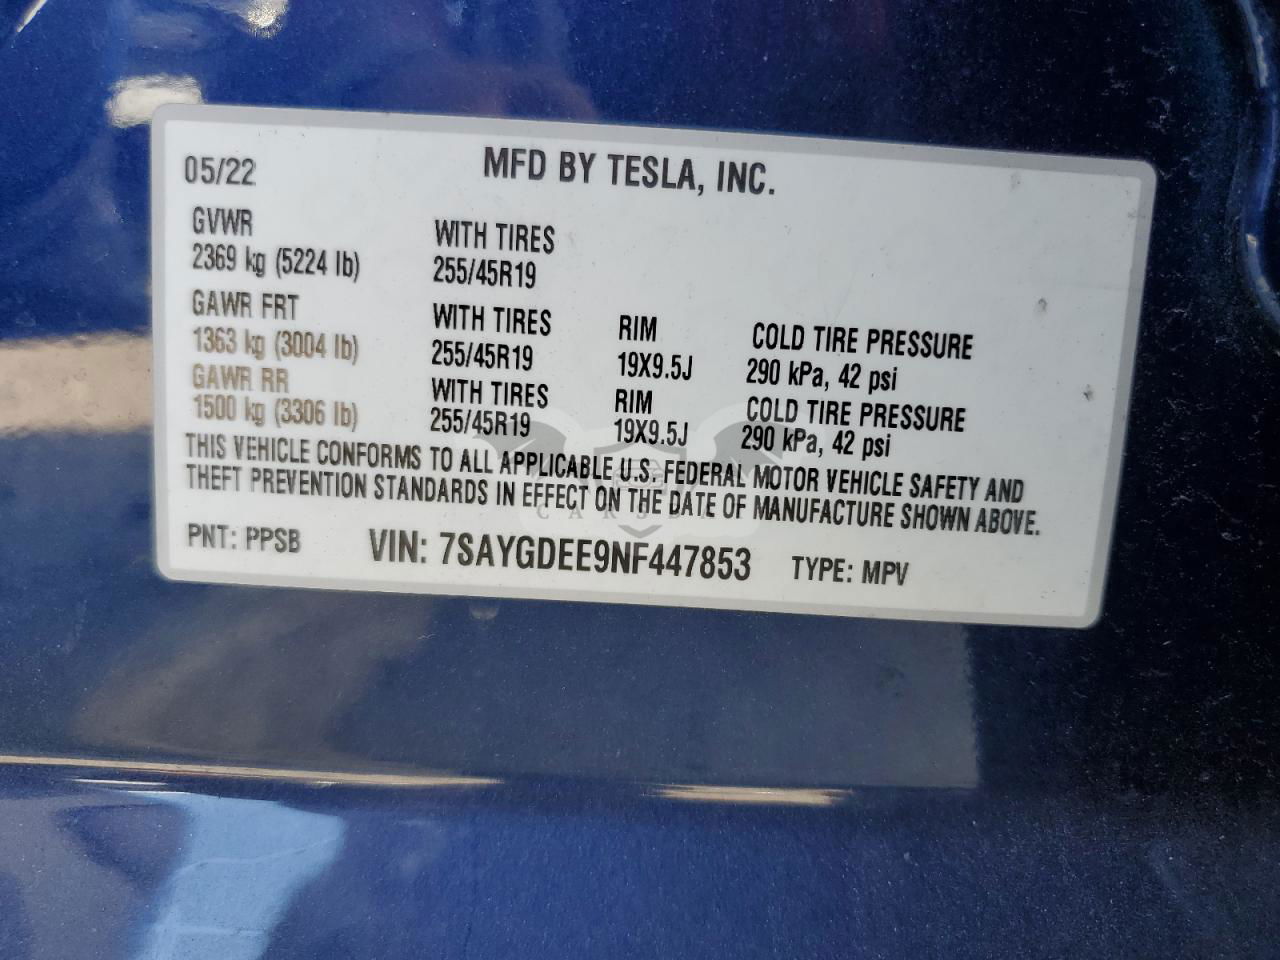 05/22 MFD BY TESLA, INC.
GVWR WITH TIRES
2369 kg (5224 lb) 255/45R19
GAWR FRT WITH TIRES RIM COLD TIRE PRESSURE
1363 kg (3004 lb) 255/45R19 19X9.5J 290 kPa, 42 psi
GAWR RR WITH TIRES RIM COLD TIRE PRESSURE
1500 kg (3306 lb) 255/45R19 19X9.5J 290 kPa, 42 psi
THIS VEHICLE CONFORMS TO ALL APPLICABLE U.S. FEDERAL MOTOR VEHICLE SAFETY AND
THEFT PREVENTION STANDARDS IN EFFECT ON THE DATE OF MANUFACTURE SHOWN ABOVE.
PNT: PPSB VIN: 7SAYGDEE9NF447853 TYPE: MPV